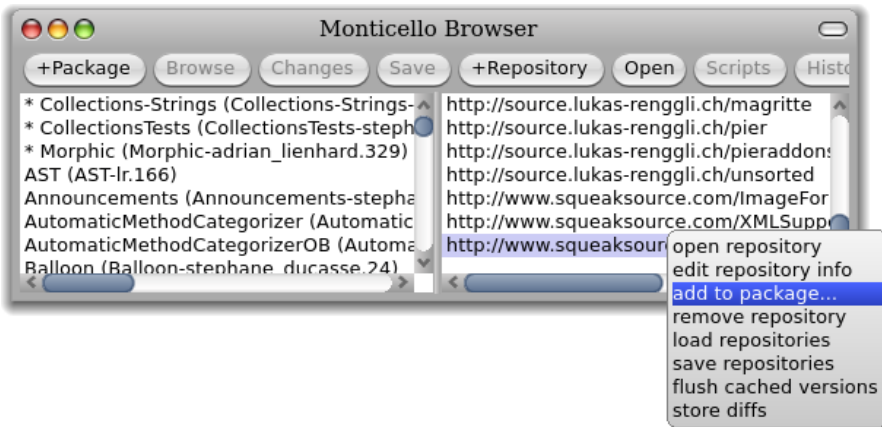 Monticello Browser
+Package Browse Changes Save +Repository Open Scripts Histo
* Collections-Strings (Collections-Strings-
* CollectionsTests (CollectionsTests-steph
* Morphic (Morphic-adrian_lienhard.329)
AST (AST-lr.166)
Announcements (Announcements-stepha
AutomaticMethodCategorizer (Automatic
AutomaticMethodCategorizerOB (Automa
Balloon (Balloon-stephane_ducasse.24)
http://source.lukas-renggli.ch/magritte
http://source.lukas-renggli.ch/pier
http://source.lukas-renggli.ch/pieraddons
http://source.lukas-renggli.ch/unsorted
http://www.squeaksource.com/ImageFor
http://www.squeaksource.com/XMLSuppo
http://www.squeaksour
open repository
edit repository info
add to package...
remove repository
load repositories
save repositories
flush cached versions
store diffs